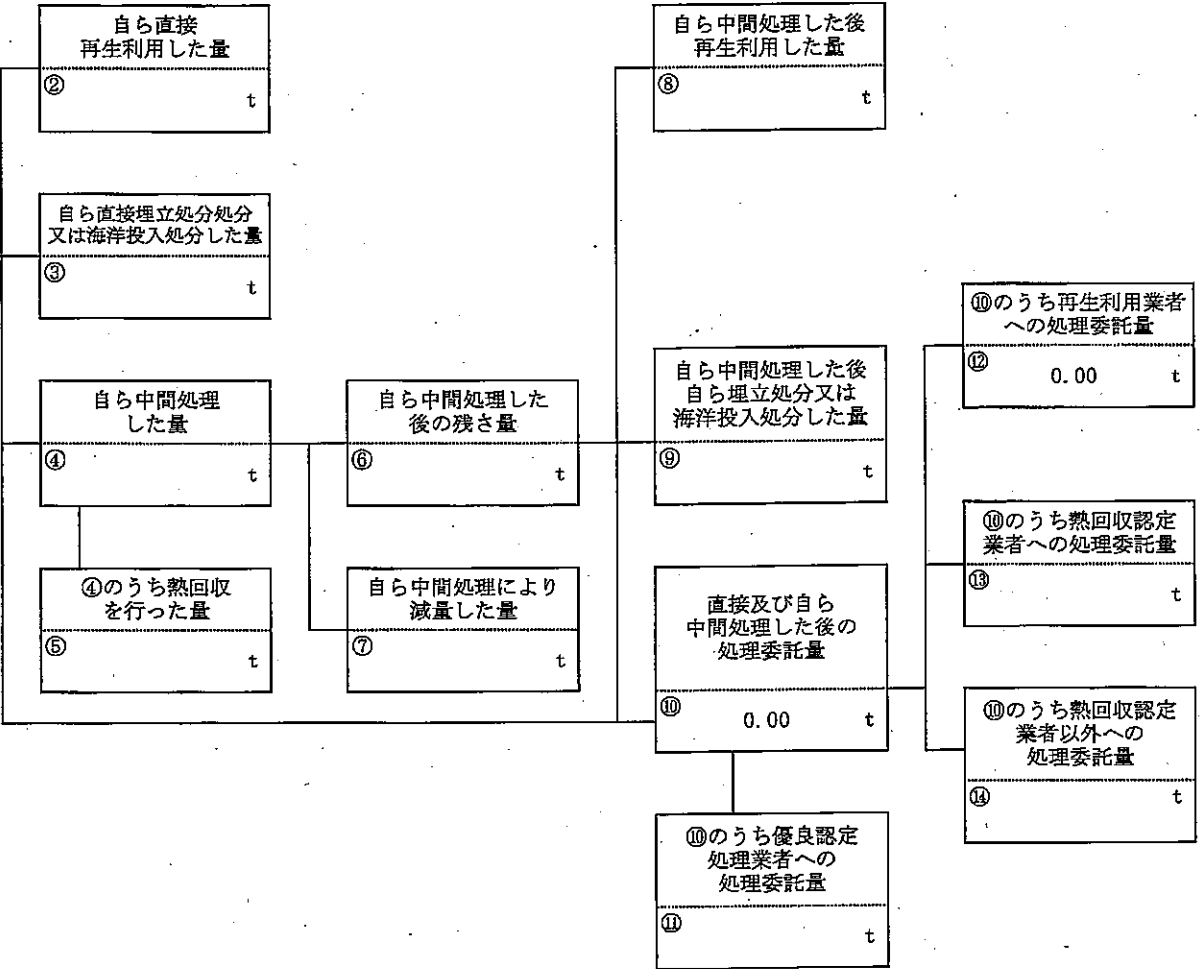 自ら直接
再生利用した量
②
t
自ら直接埋立処分処分
又は海洋投入処分した量
③
t
自ら中間処理
した量
④
t
④のうち熱回収
を行った量
⑤
t
自ら中間処理した
後の残さ量
⑥
t
自ら中間処理により
減量した量
⑦
t
自ら中間処理した後
再生利用した量
⑧
t
自ら中間処理した後
自ら埋立処分又は
海洋投入処分した量
⑨
t
直接及び自ら
中間処理した後の
処理委託量
⑩ 0.00 t
⑩のうち優良認定
処理業者への
処理委託量
⑪
t
⑩のうち再生利用業者
への処理委託量
⑫
0.00 t
⑩のうち熱回収認定
業者への処理委託量
⑬
t
⑩のうち熱回収認定
業者以外への
処理委託量
⑭ t